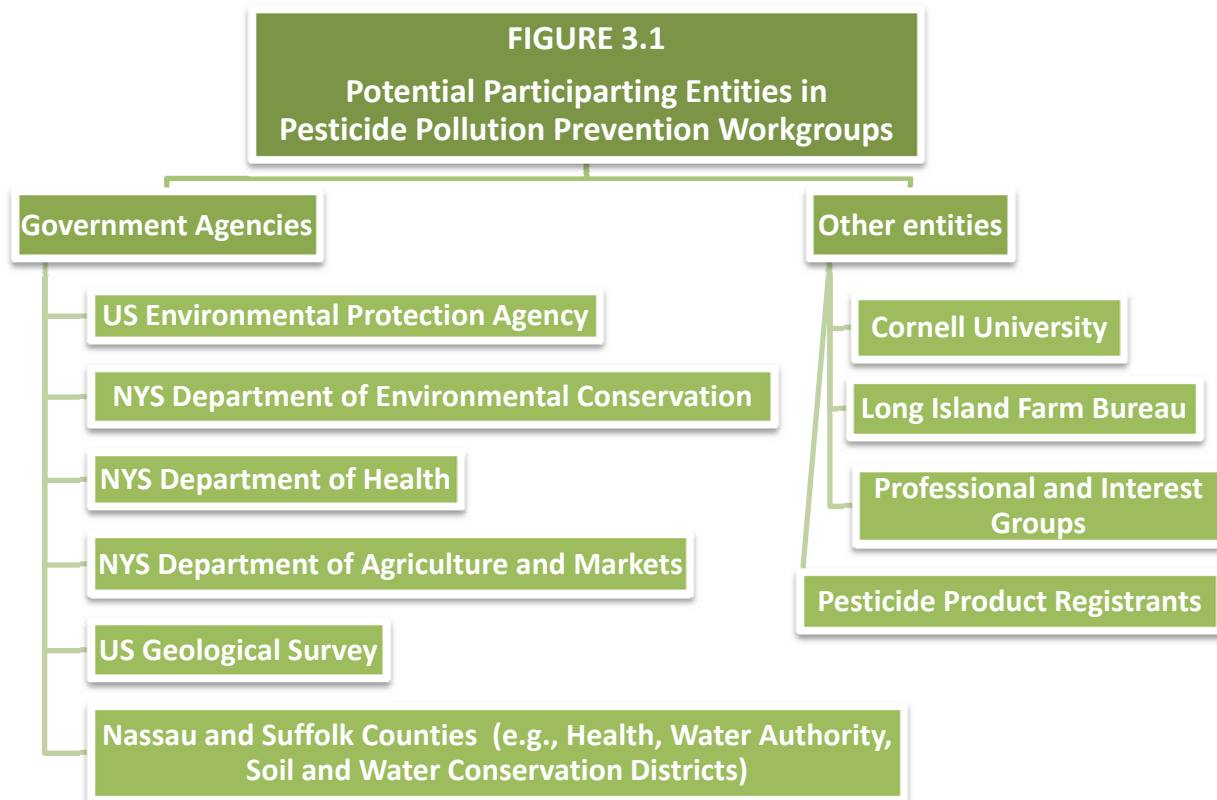 FIGURE 3.1
Potential Participarting Entities in
Pesticide Pollution Prevention Workgroups
Government Agencies
US Environmental Protection Agency
NYS Department of Environmental Conservation
NYS Department of Health
NYS Department of Agriculture and Markets
US Geological Survey
Nassau and Suffolk Counties (e.g., Health, Water Authority,
Soil and Water Conservation Districts)
Other entities
Cornell University
Long Island Farm Bureau
Professional and Interest
Groups
Pesticide Product Registrants